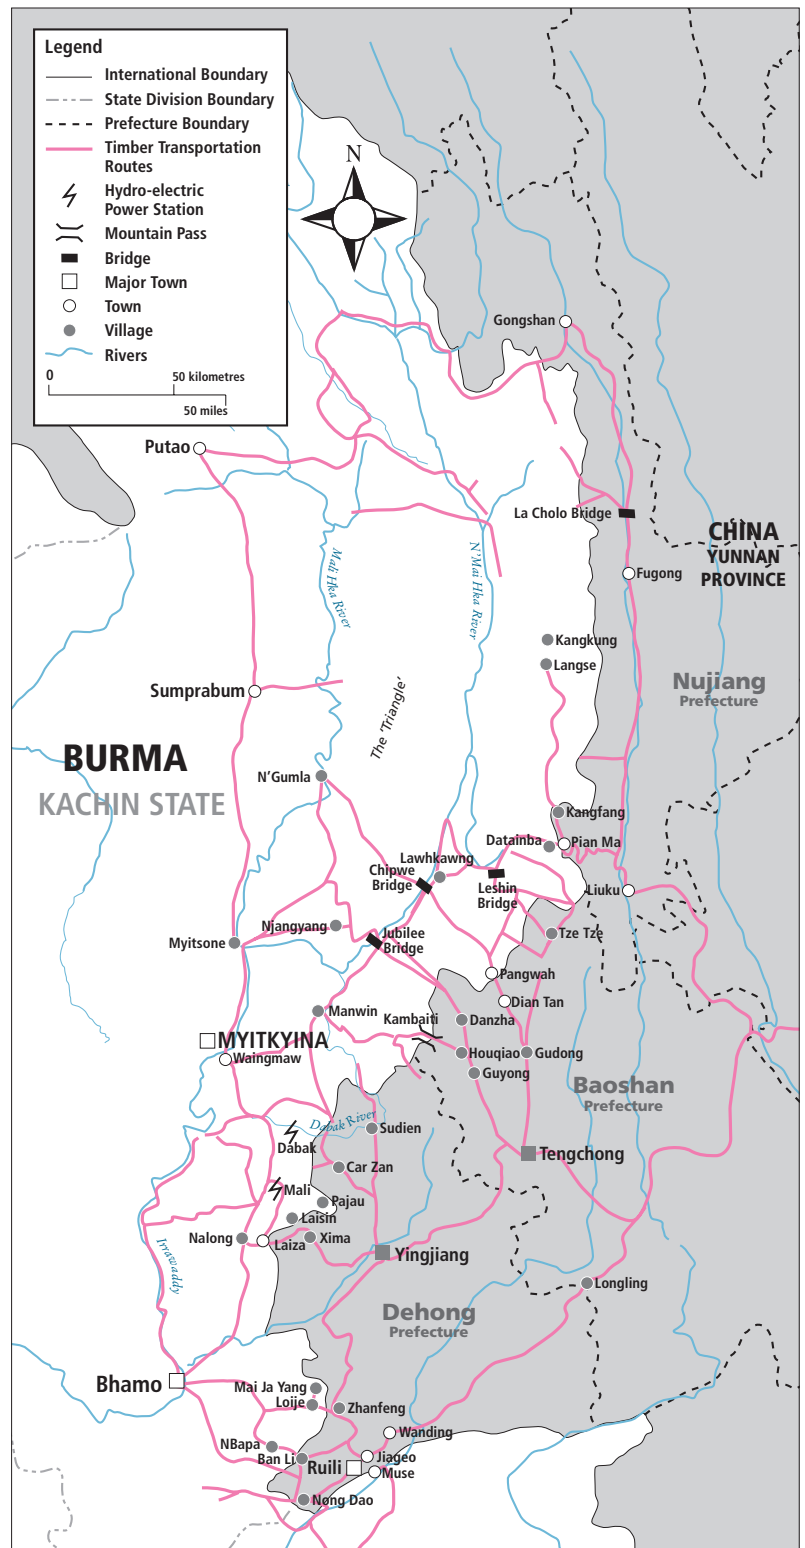 Legend
International Boundary
State Division Boundary
Prefecture Boundary
Timber Transportation
Routes
Hydro-electric
Power Station
Mountain Pass
Bridge
Major Town
Town
Village
Rivers
0
50 kilometres
50 miles
N
Gongshan
Putao
La Cholo Bridge
CHINA
YUNNAN
PROVINCE
Fugong
Mali Hka River
N'Mai Hka River
Kangkung
Langse
Nujiang
Prefecture
Sumprabum
The 'Triangle'
BURMA
KACHIN STATE
N'Gumla
Kangfang
Datainba
Pian Ma
Lawhkawng
Chipwe
Bridge
Leshin
Bridge
Liuku
Njangyang
Jubilee
Bridge
Tze Tze
Myitsone
Pangwah
Dian Tan
Manwin
Kambaiti
Danzha
MYITKYINA
Waingmaw
Houqiao
Gudong
Guyong
Baoshan
Prefecture
Dabak River
Sudien
Dabak
Tengchong
Car Zan
Mali
Pajau
Laisin
Nalong
Laiza
Xima
Irrawaddy
Yingjiang
Longling
Dehong
Prefecture
Bhamo
Mai Ja Yang
Loije
Zhanfeng
Wanding
NBapa
Ban Li
Ruili
Jiageo
Muse
Nong Dao